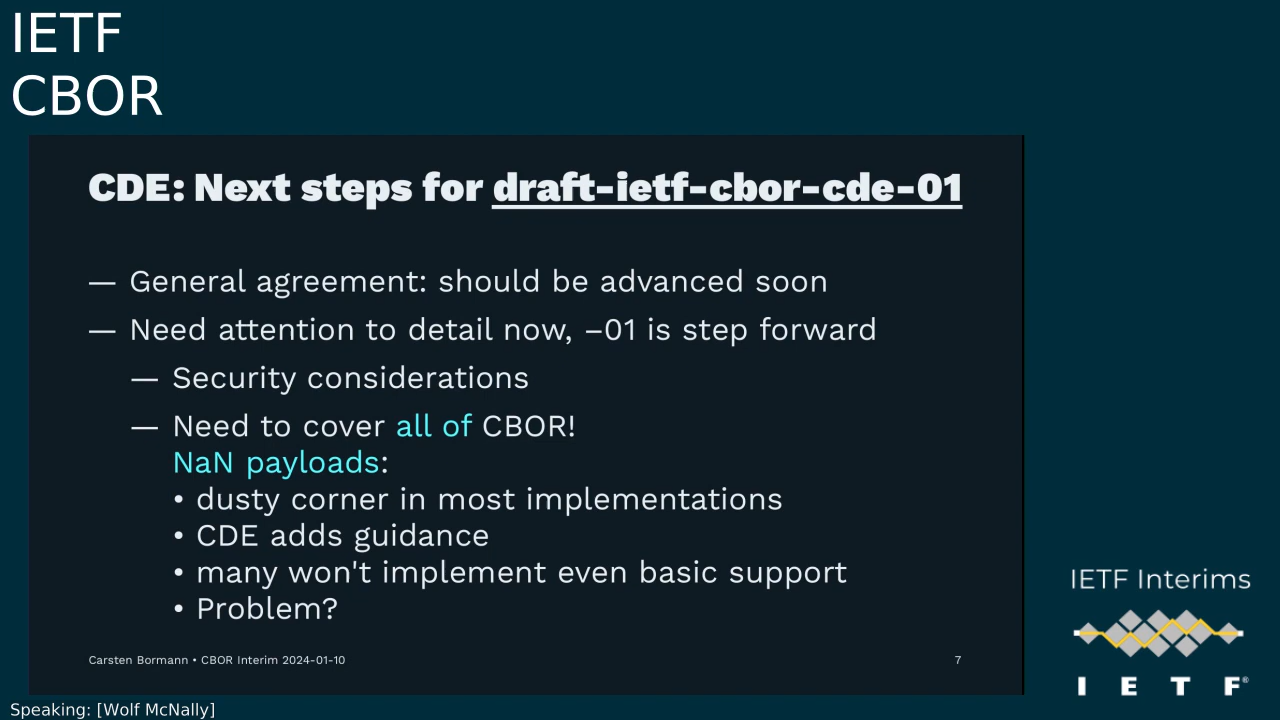 IETF
CBOR
CDE: Next steps for draft-ietf-cbor-cde-01
— General agreement: should be advanced soon
— Need attention to detail now, –01 is step forward
— Security considerations
— Need to cover all of CBOR!
NaN payloads:
• dusty corner in most implementations
• CDE adds guidance
• many won't implement even basic support
• Problem?
Carsten Bormann • CBOR Interim 2024-01-10
7
IETF Interims
I E T F®
Speaking: [Wolf McNally]